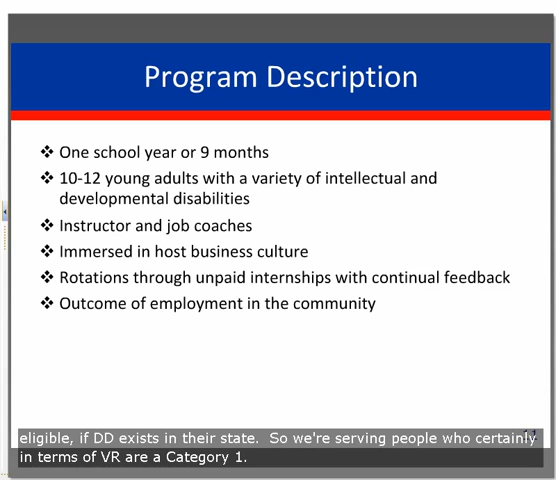 Program Description
❖ One school year or 9 months
❖ 10-12 young adults with a variety of intellectual and
developmental disabilities
❖ Instructor and job coaches
❖ Immersed in host business culture
❖ Rotations through unpaid internships with continual feedback
❖ Outcome of employment in the community
eligible, if DD exists in their state.  So we're serving people who certainly
in terms of VR are a Category 1.